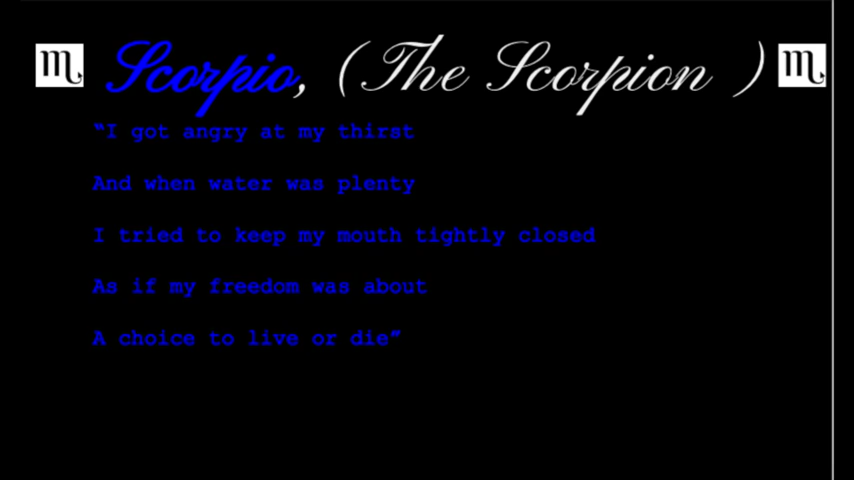 ♏ Scorpio, (The Scorpion ) ♏
“I got angry at my thirst
And when water was plenty
I tried to keep my mouth tightly closed
As if my freedom was about
A choice to live or die”